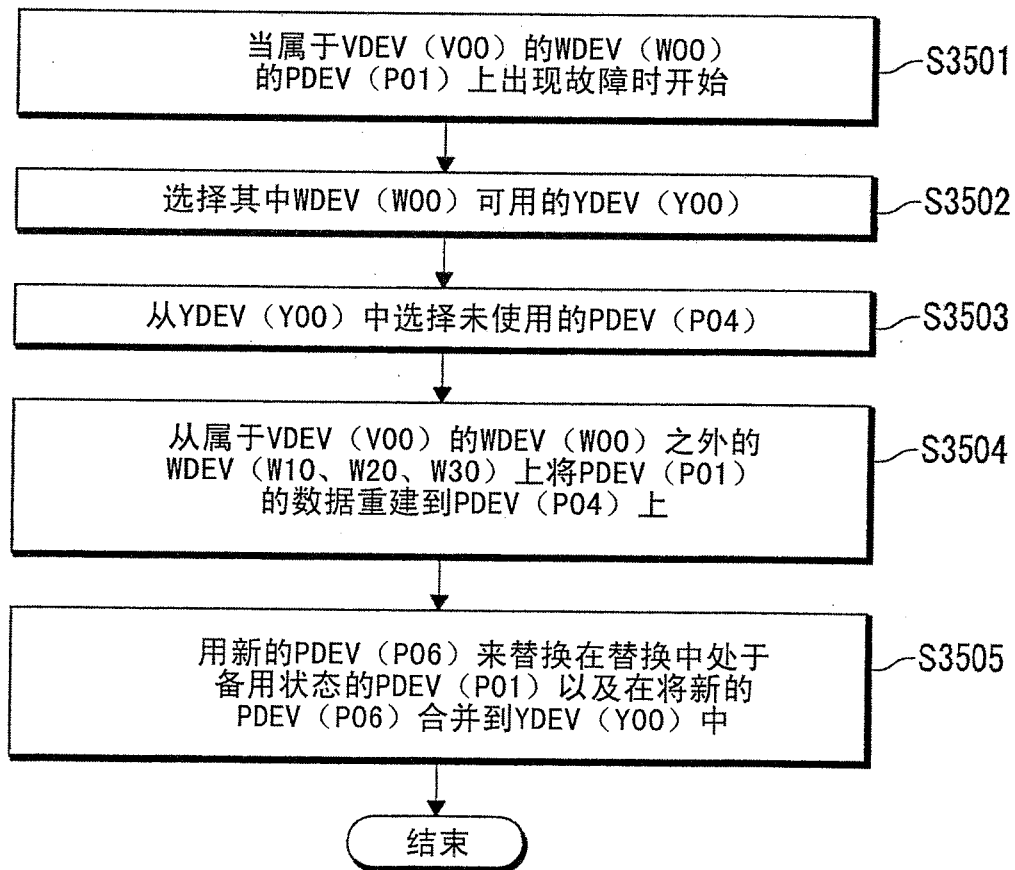 当属于VDEV（V00）的WDEV（W00）
的PDEV（P01）上出现故障时开始
S3501
选择其中WDEV（W00）可用的YDEV（Y00）
S3502
从YDEV（Y00）中选择未使用的PDEV（P04）
S3503
从属于VDEV（V00）的WDEV（W00）之外的
WDEV（W10、W20、W30）上将PDEV（P01）
的数据重建到PDEV（P04）上
S3504
用新的PDEV（P06）来替换在替换中处于
备用状态的PDEV（P01）以及在将新的
PDEV（P06）合并到YDEV（Y00）中
S3505
结束